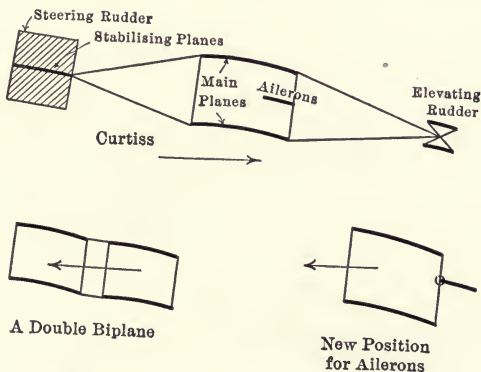 Steering Rudder
Stabilising Planes
Main
Planes
Ailerons
Elevating
Rudder
Curtiss
A Double Biplane
New Position
for Ailerons